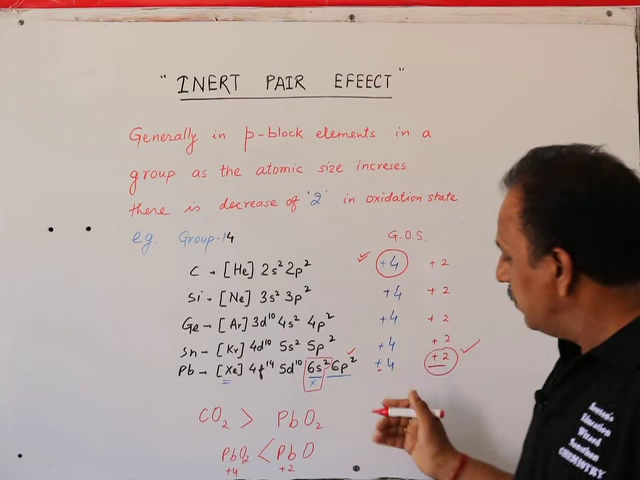 "INERT PAIR EFEECT"
Generally in p-block elements in a
group as the atomic size increses
there is decrease of '2' in oxidation state
eg. Group-14 G.O.S.
C → [He] 2s² 2p² +4 +2
Si → [Ne] 3s² 3p² +4 +2
Ge → [Ar] 3d¹⁰ 4s² 4p² +4 +2
Sn → [Kr] 4d¹⁰ 5s² 5p² +4 +2
Pb → [Xe] 4f¹⁴ 5d¹⁰ 6s² 6p² +4 +2
x
CO₂ > PbO₂
PbO₂ < PbO
+4 +2
Education
CHEMISTRY